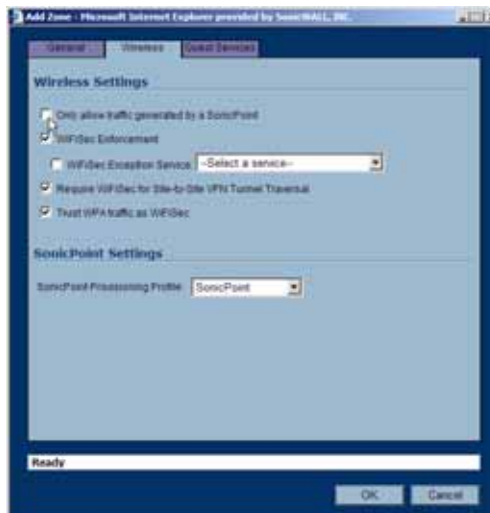 Add Zone - Microsoft Internet Explorer provided by SonicWALL, INC.
General Wireless Guest Services
Wireless Settings
Only allow traffic generated by a SonicPoint
WiFiSec Enforcement
WiFiSec Exception Service: --Select a service--
Require WiFiSec for Site-to-Site VPN Tunnel Traversal
Trust WPA traffic as WiFiSec
SonicPoint Settings
SonicPoint Provisioning Profile: SonicPoint
Ready
OK Cancel